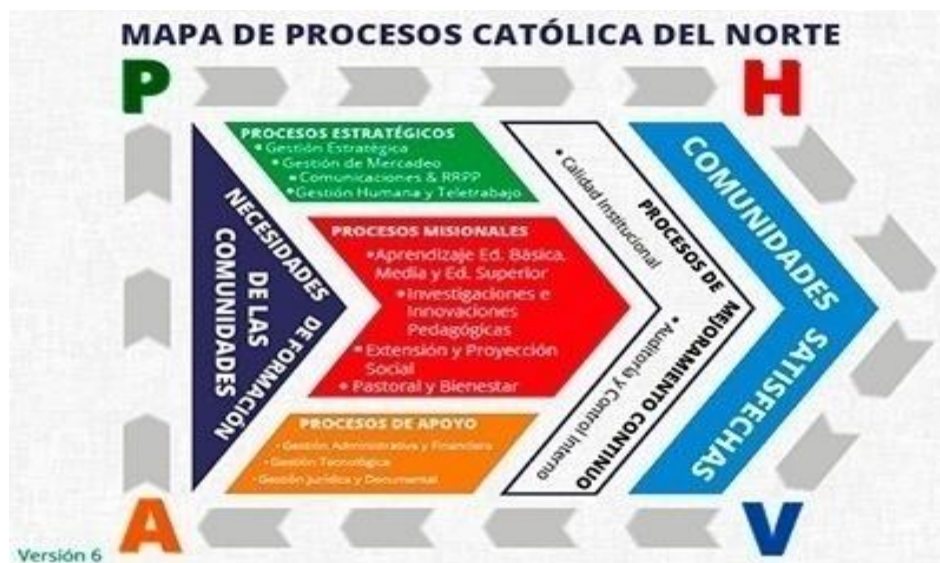 MAPA DE PROCESOS CATÓLICA DEL NORTE
P
H
PROCESOS ESTRATÉGICOS
Gestión Estratégica
Gestión de Mercadeo
Comunicaciones & RRPP
Gestión Humana y Teletrabajo
NECESIDADES
DE FORMACIÓN
DE LAS
COMUNIDADES
PROCESOS MISIONALES
Aprendizaje Ed. Básica,
Media y Ed. Superior
Investigaciones e
Innovaciones
Pedagógicas
Extensión y Proyección
Social
Pastoral y Bienestar
PROCESOS DE APOYO
Gestión Administrativa y Financiera
Gestión Tecnológica
Gestión Jurídica y Documental
Calidad Institucional
Auditoría y Control Interno
PROCESOS DE
MEJORAMIENTO CONTINUO
COMUNIDADES
SATISFECHAS
A
V
Versión 6